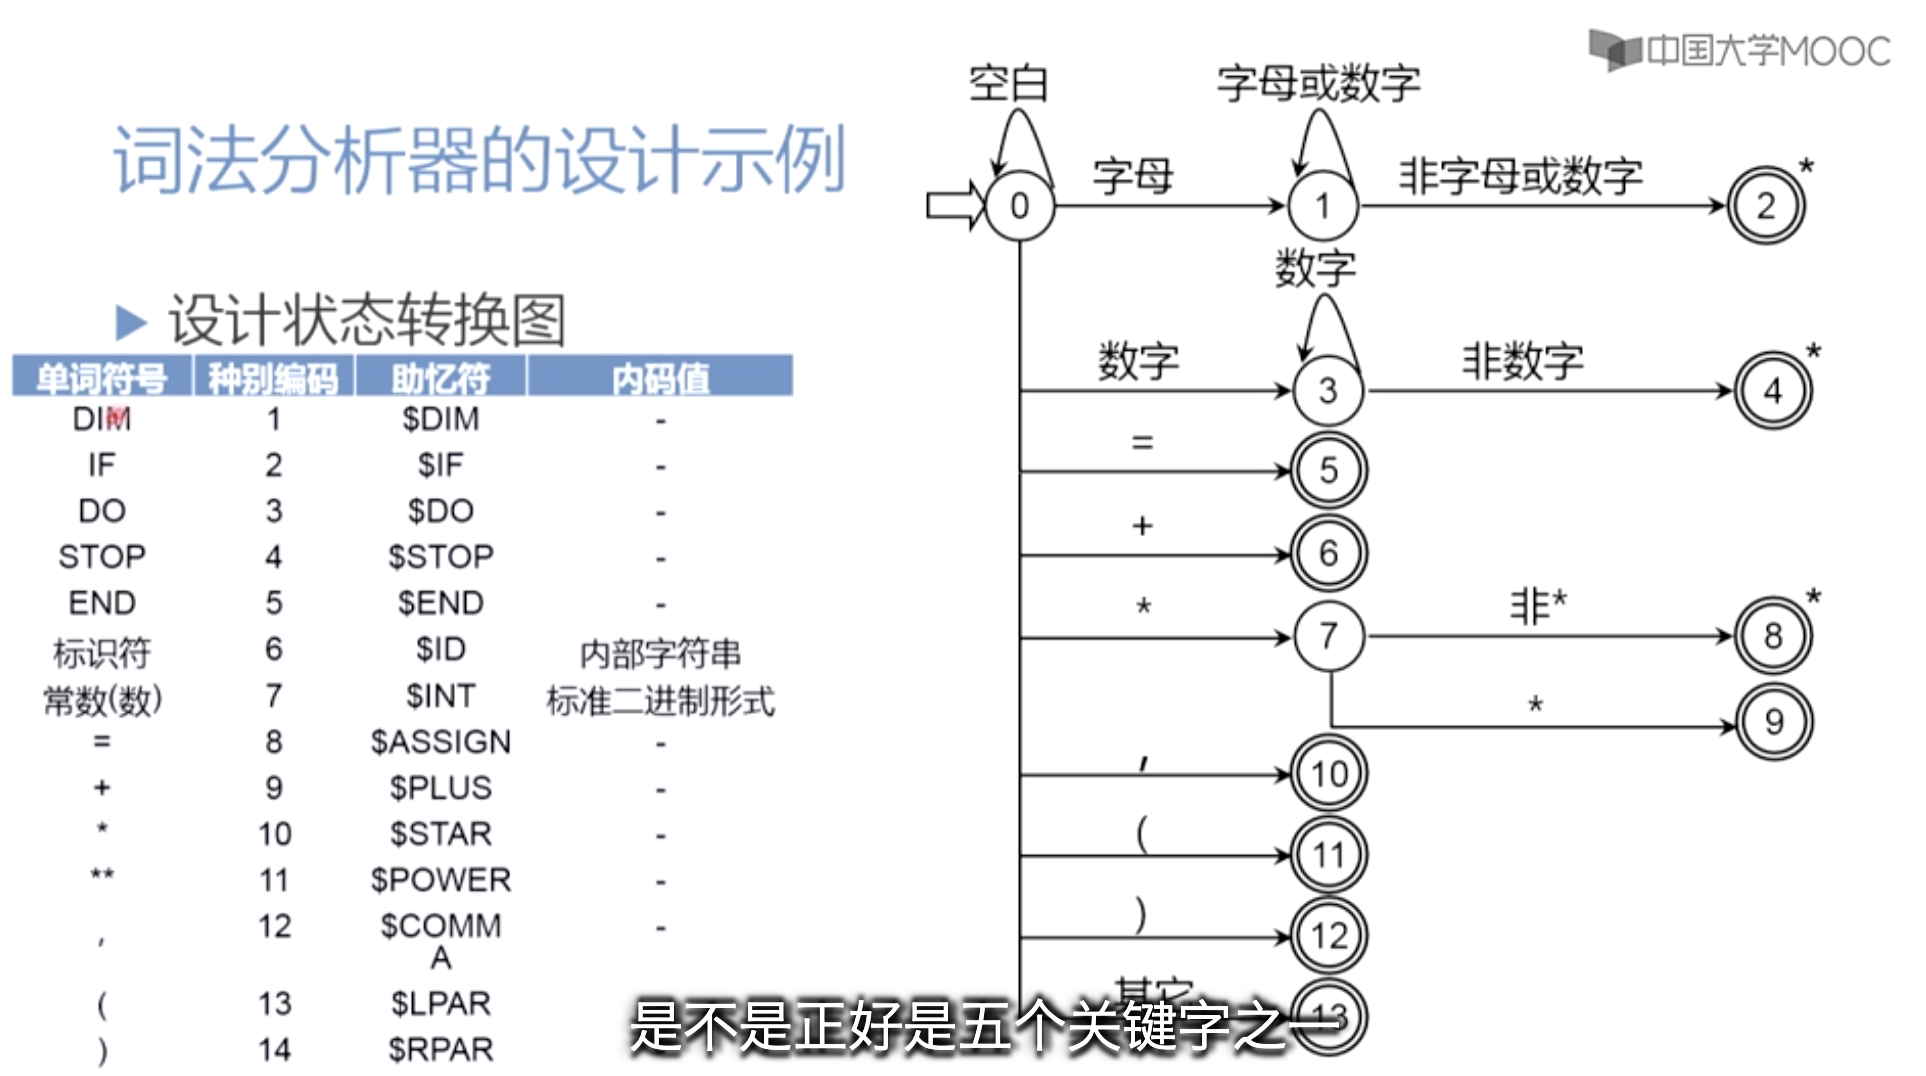 中国大学MOOC
词法分析器的设计示例
设计状态转换图
单词符号 种别编码 助忆符 内码值
DIM 1 $DIM -
IF 2 $IF -
DO 3 $DO -
STOP 4 $STOP -
END 5 $END -
标识符 6 $ID 内部字符串
常数(数) 7 $INT 标准二进制形式
= 8 $ASSIGN -
+ 9 $PLUS -
* 10 $STAR -
** 11 $POWER -
, 12 $COMM -
A
( 13 $LPAR
) 14 $RPAR
空白 字母或数字
0 字母 1 非字母或数字 2 *
数字
数字 3 非数字 4 *
= 5
+ 6
* 7 非* 8 *
* 9
, 10
( 11
) 12
其它 13
是不是正好是五个关键字之一